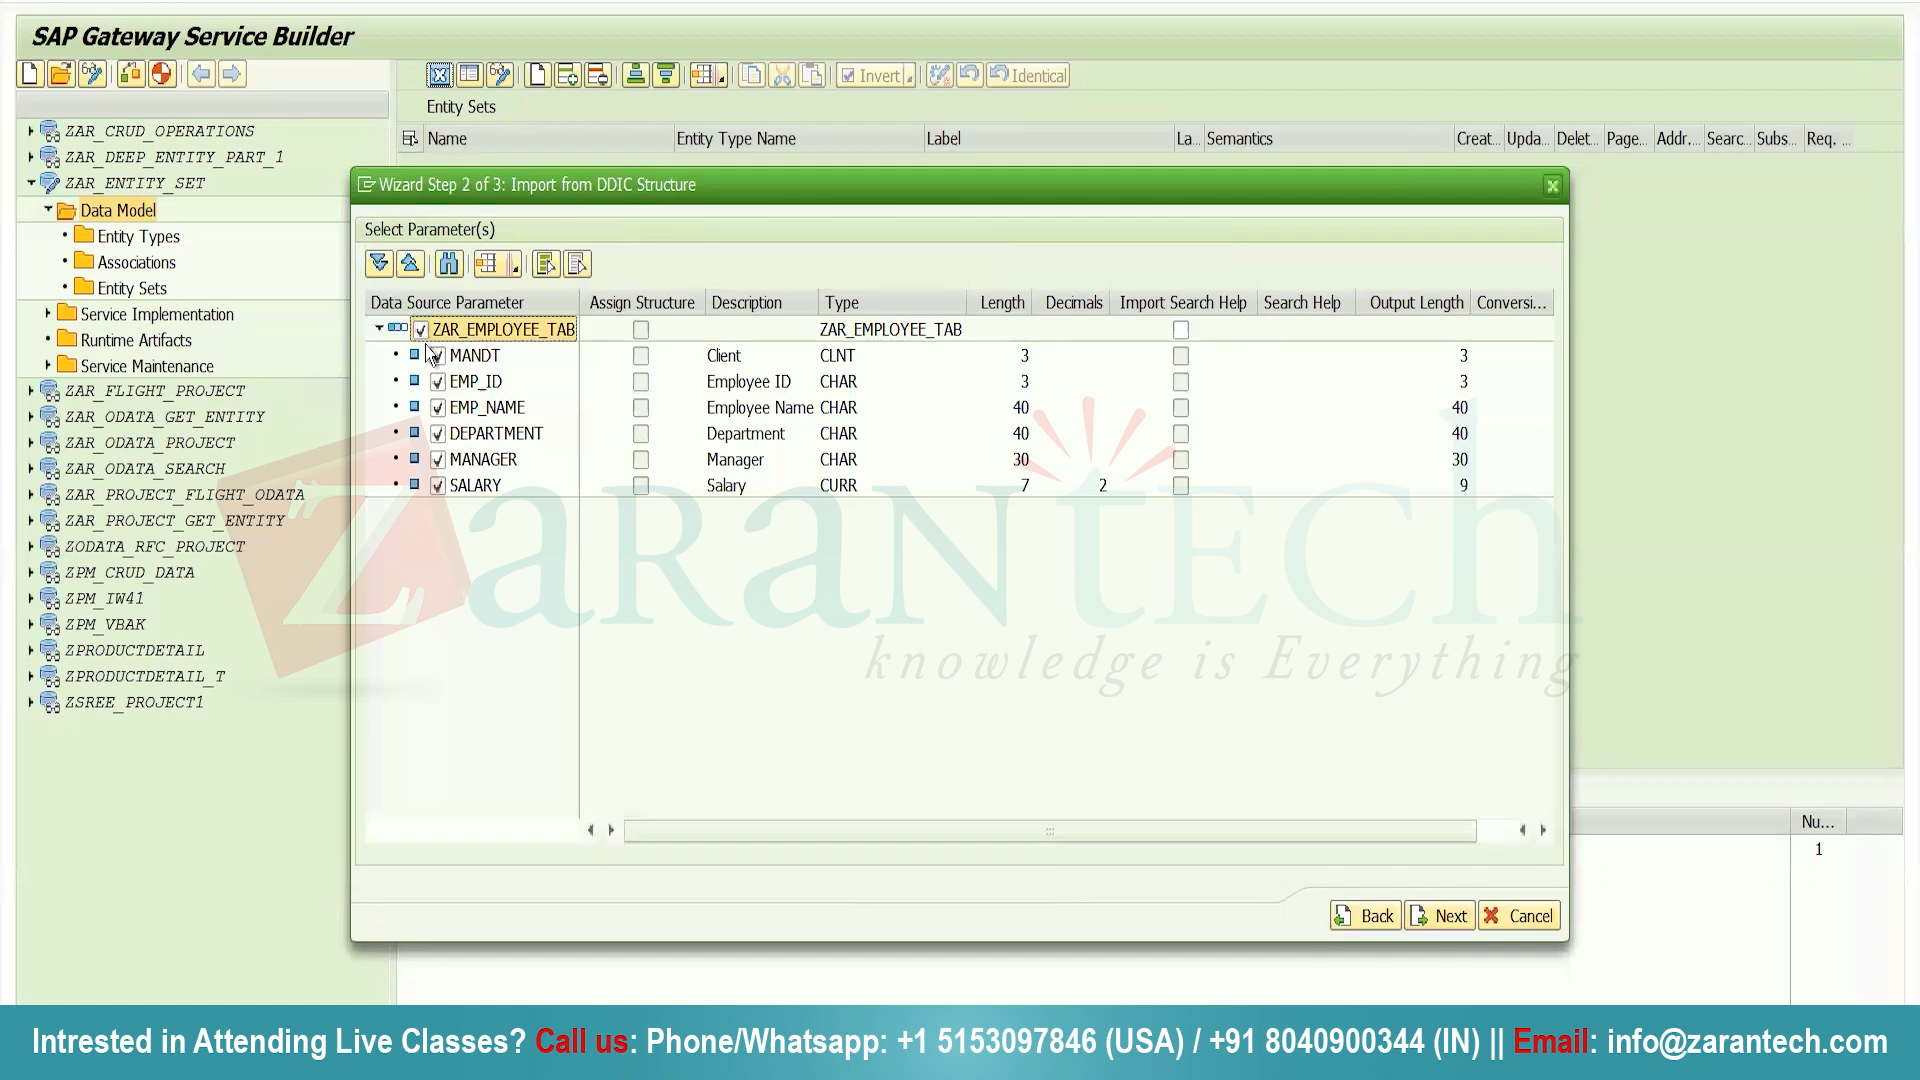 SAP Gateway Service Builder
Invert
Identical
Entity Sets
Name Entity Type Name Label La... Semantics Creat... Upda... Delet... Page... Addr... Searc... Subs... Req. ...
ZAR_CRUD_OPERATIONS
ZAR_DEEP_ENTITY_PART_1
ZAR_ENTITY_SET
Data Model
Entity Types
Associations
Entity Sets
Service Implementation
Runtime Artifacts
Service Maintenance
ZAR_FLIGHT_PROJECT
ZAR_ODATA_GET_ENTITY
ZAR_ODATA_PROJECT
ZAR_ODATA_SEARCH
ZAR_PROJECT_FLIGHT_ODATA
ZAR_PROJECT_GET_ENTITY
ZODATA_RFC_PROJECT
ZPM_CRUD_DATA
ZPM_IW41
ZPM_VBAK
ZPRODUCTDETAIL
ZPRODUCTDETAIL_T
ZSREE_PROJECT1
Wizard Step 2 of 3: Import from DDIC Structure
Select Parameter(s)
Data Source Parameter Assign Structure Description Type Length Decimals Import Search Help Search Help Output Length Conversi...
ZAR_EMPLOYEE_TAB ZAR_EMPLOYEE_TAB
MANDT Client CLNT 3 3
EMP_ID Employee ID CHAR 3 3
EMP_NAME Employee Name CHAR 40 40
DEPARTMENT Department CHAR 40 40
MANAGER Manager CHAR 30 30
SALARY Salary CURR 7 2 9
ZaranTech
knowledge is Everything
Nu...
1
Back Next Cancel
Intrested in Attending Live Classes? Call us: Phone/Whatsapp: +1 5153097846 (USA) / +91 8040900344 (IN) || Email: info@zarantech.com